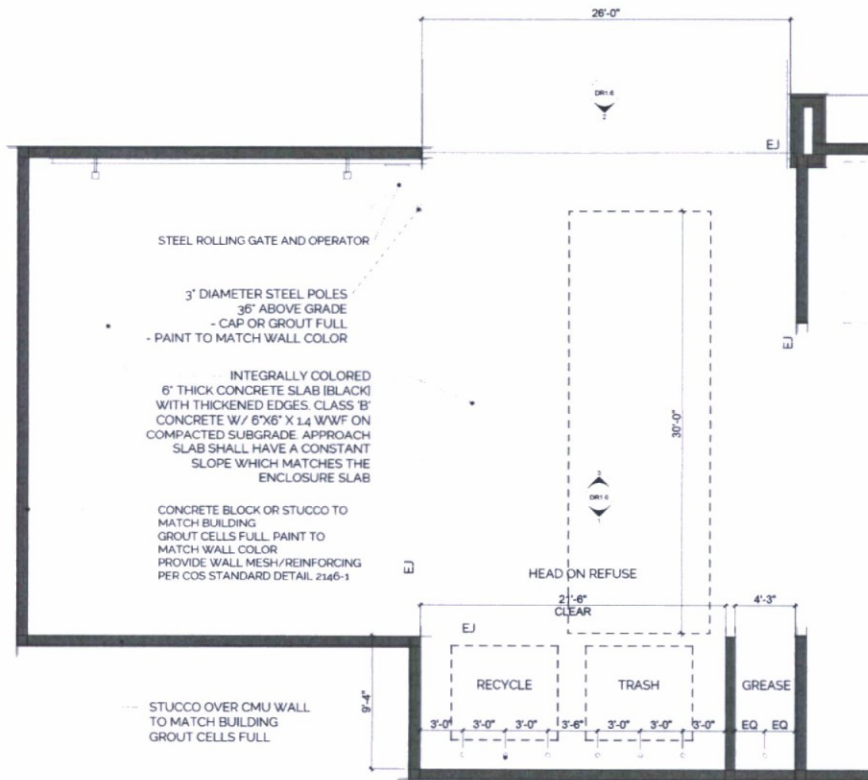 26'-0"
DR1.6
2
EJ
STEEL ROLLING GATE AND OPERATOR
3" DIAMETER STEEL POLES
36" ABOVE GRADE
- CAP OR GROUT FULL
- PAINT TO MATCH WALL COLOR
EJ
INTEGRALLY COLORED
6" THICK CONCRETE SLAB [BLACK]
WITH THICKENED EDGES. CLASS 'B'
CONCRETE W/ 6"X6" X 1.4 WWF ON
COMPACTED SUBGRADE. APPROACH
SLAB SHALL HAVE A CONSTANT
SLOPE WHICH MATCHES THE
ENCLOSURE SLAB
30'-0"
3
DR1.6
1
CONCRETE BLOCK OR STUCCO TO
MATCH BUILDING
GROUT CELLS FULL. PAINT TO
MATCH WALL COLOR
PROVIDE WALL MESH/REINFORCING
PER COS STANDARD DETAIL 2146-1
EJ
HEAD ON REFUSE
21'-6"
CLEAR
4'-3"
EJ
RECYCLE
TRASH
GREASE
9'-4"
STUCCO OVER CMU WALL
TO MATCH BUILDING
GROUT CELLS FULL
3'-0" 3'-0" 3'-0" 3'-6" 3'-0" 3'-0" 3'-0" EQ EQ